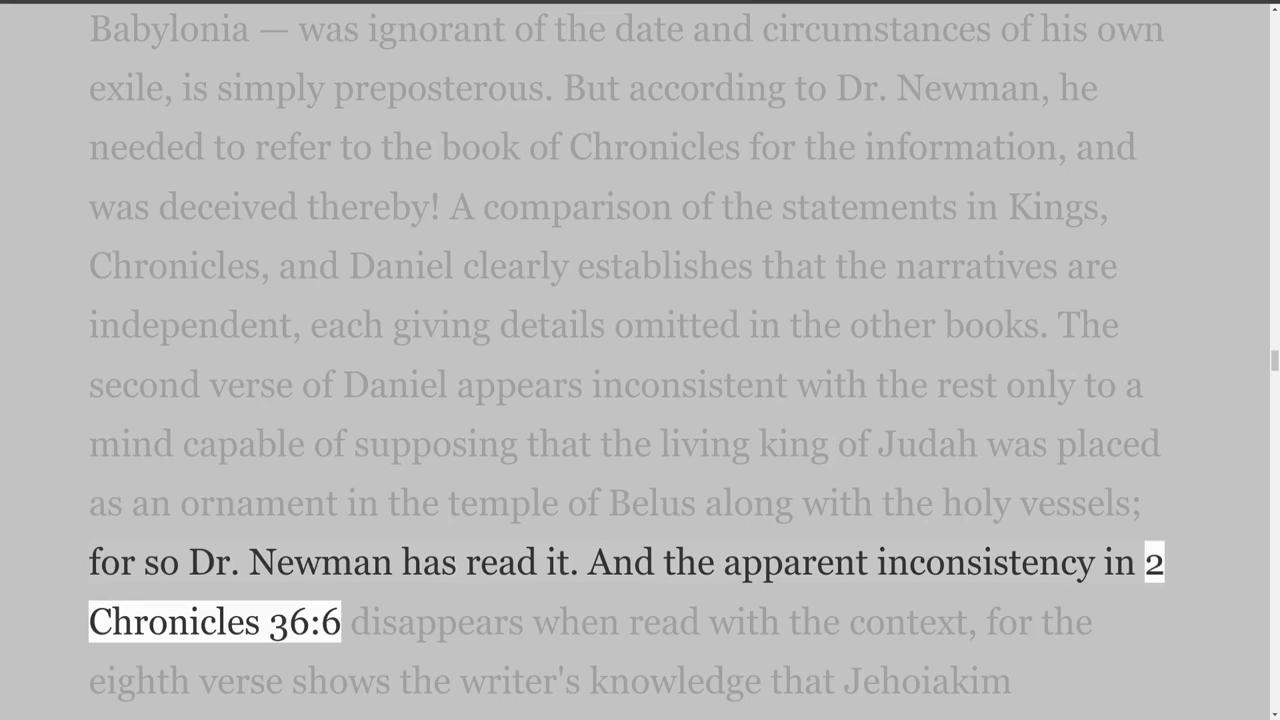 Babylonia — was ignorant of the date and circumstances of his own
exile, is simply preposterous. But according to Dr. Newman, he
needed to refer to the book of Chronicles for the information, and
was deceived thereby! A comparison of the statements in Kings,
Chronicles, and Daniel clearly establishes that the narratives are
independent, each giving details omitted in the other books. The
second verse of Daniel appears inconsistent with the rest only to a
mind capable of supposing that the living king of Judah was placed
as an ornament in the temple of Belus along with the holy vessels;
for so Dr. Newman has read it. And the apparent inconsistency in 2
Chronicles 36:6 disappears when read with the context, for the
eighth verse shows the writer's knowledge that Jehoiakim